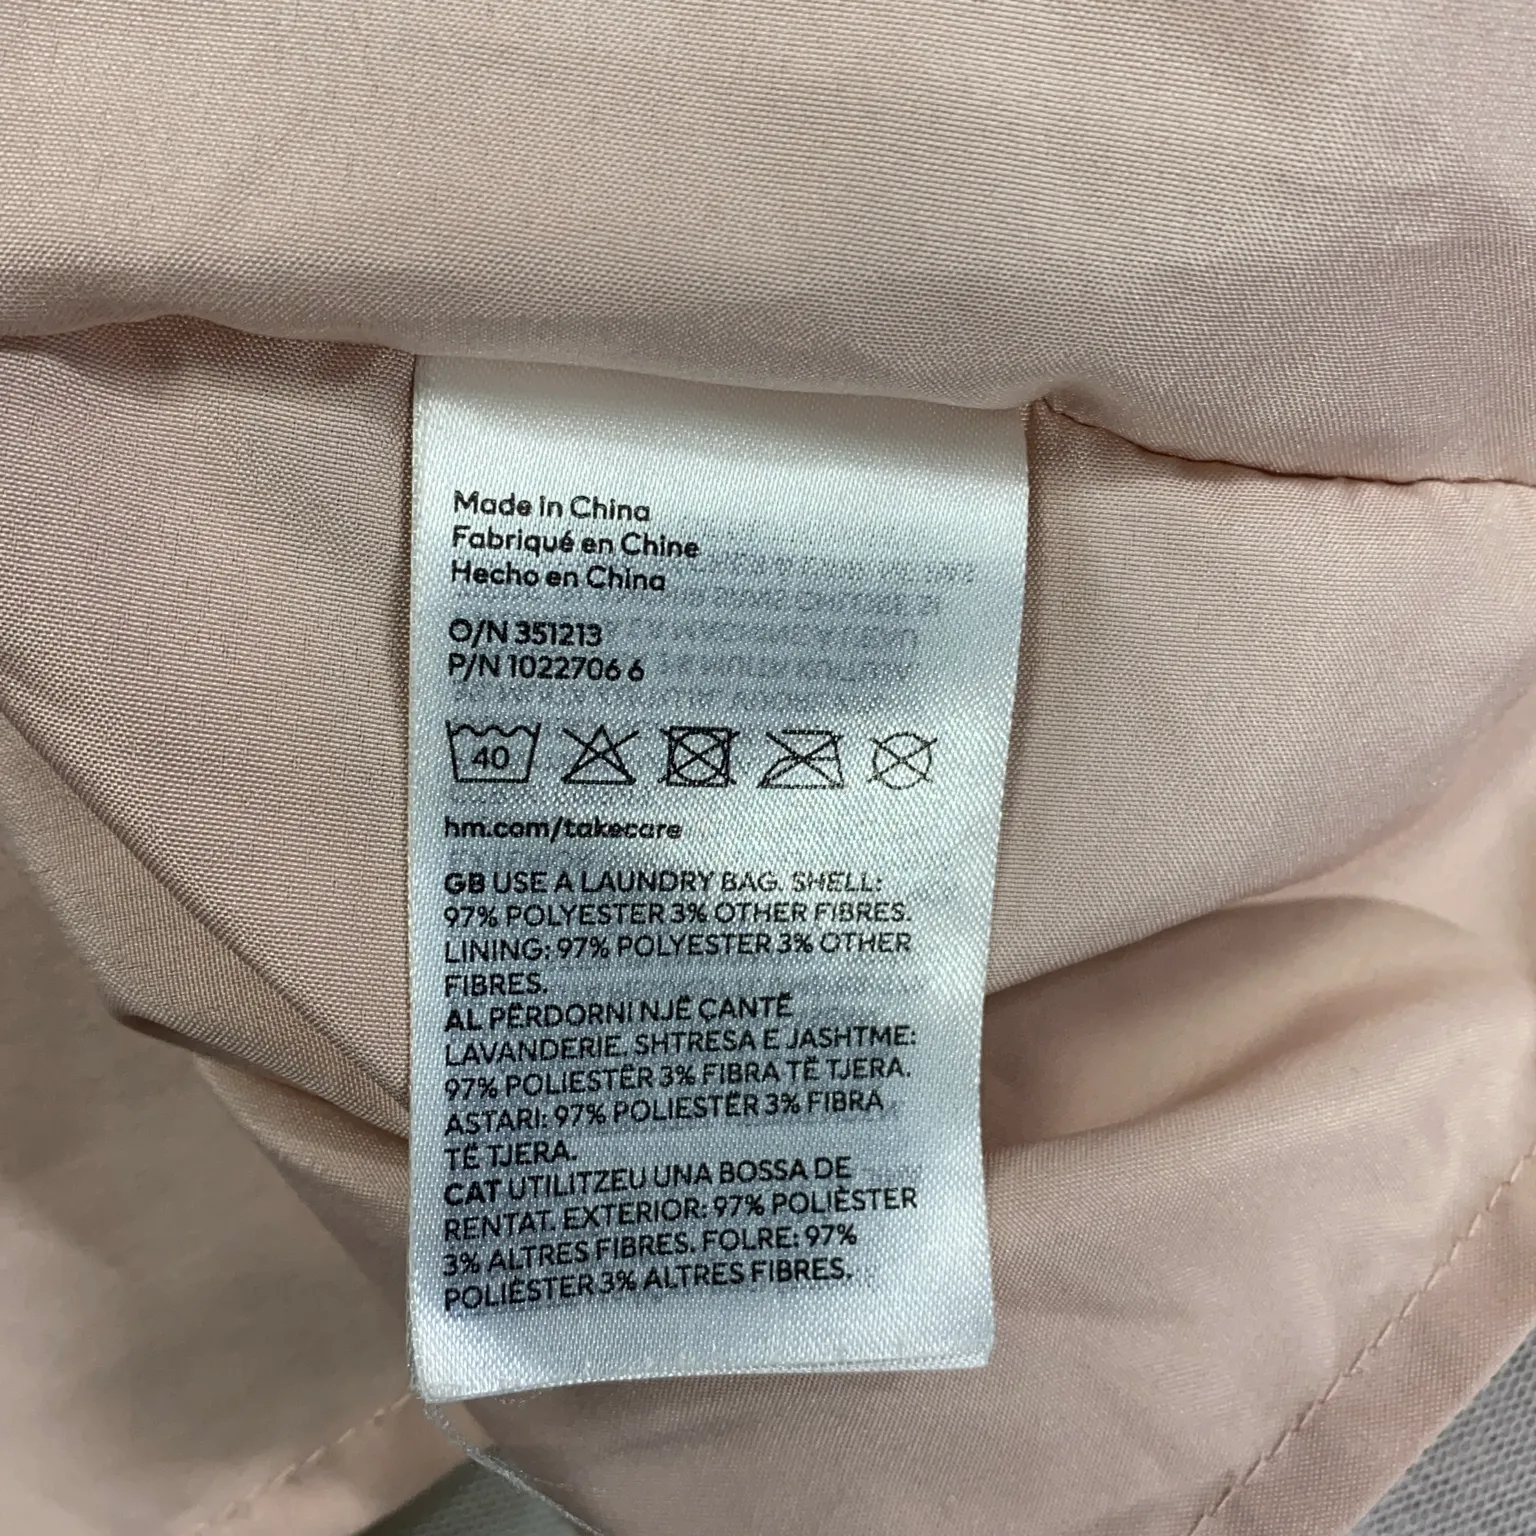 Made in China
Fabriqué en Chine
Hecho en China
O/N 351213
P/N 1022706 6
40
hm.com/takecare
GB USE A LAUNDRY BAG. SHELL:
97% POLYESTER 3% OTHER FIBRES.
LINING: 97% POLYESTER 3% OTHER
FIBRES.
AL PËRDORNI NJË ÇANTË
LAVANDERIE. SHTRESA E JASHTME:
97% POLIESTËR 3% FIBRA TË TJERA.
ASTARI: 97% POLIESTËR 3% FIBRA
TË TJERA.
CAT UTILITZEU UNA BOSSA DE
RENTAT. EXTERIOR: 97% POLIÈSTER
3% ALTRES FIBRES. FOLRE: 97%
POLIÈSTER 3% ALTRES FIBRES.